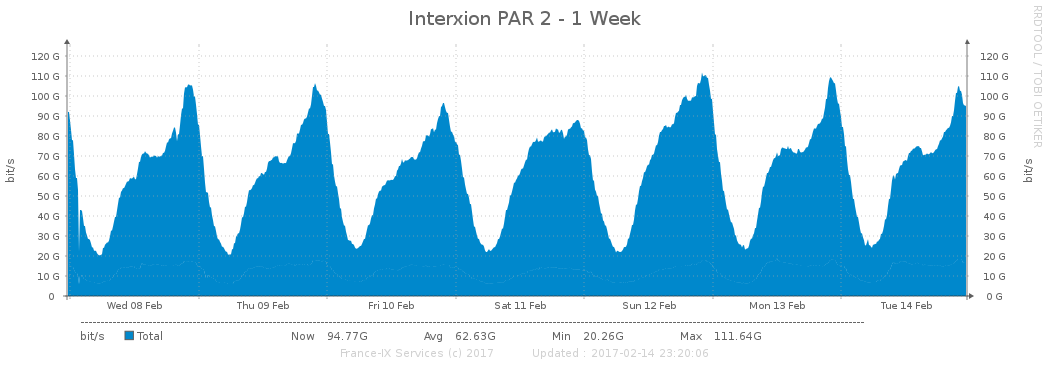 Interxion PAR 2 - 1 Week
RRDTOOL / TOBI OETIKER
bit/s
bit/s
120 G 120 G
110 G 110 G
100 G 100 G
90 G 90 G
80 G 80 G
70 G 70 G
60 G 60 G
50 G 50 G
40 G 40 G
30 G 30 G
20 G 20 G
10 G 10 G
0 0 G
Wed 08 Feb Thu 09 Feb Fri 10 Feb Sat 11 Feb Sun 12 Feb Mon 13 Feb Tue 14 Feb
bit/s Total Now 94.77G Avg 62.63G Min 20.26G Max 111.64G
France-IX Services (c) 2017 Updated : 2017-02-14 23:20:06